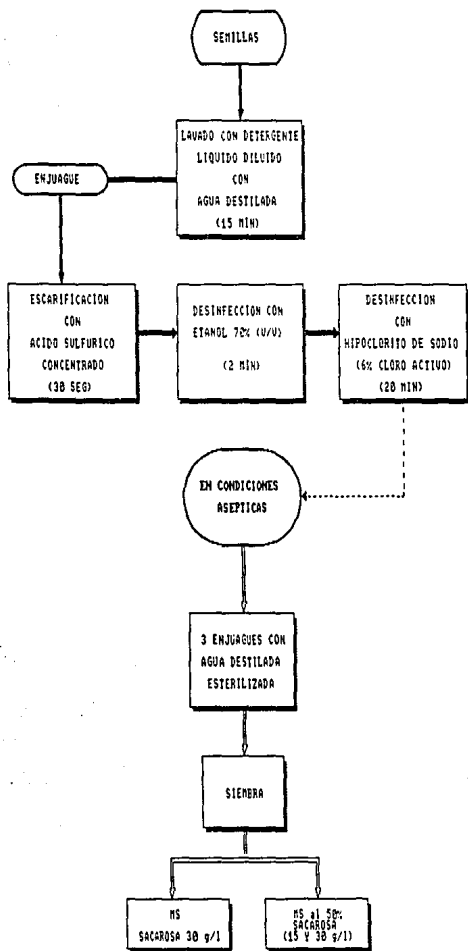 SEMILLAS
LAVADO CON DETERGENTE
LIQUIDO DILUIDO
CON
AGUA DESTILADA
(15 MIN)
ENJUAGUE
ESCARIFICACION
CON
ACIDO SULFURICO
CONCENTRADO
(30 SEG)
DESINFECCION CON
ETANOL 70% (V/V)
(2 MIN)
DESINFECCION
CON
HIPOCLORITO DE SODIO
(6% CLORO ACTIVO)
(20 MIN)
EN CONDICIONES
ASEPTICAS
3 ENJUAGUES CON
AGUA DESTILADA
ESTERILIZADA
SIEMBRA
MS
SACAROSA 30 g/l
MS al 50%
SACAROSA
(15 Y 30 g/l)